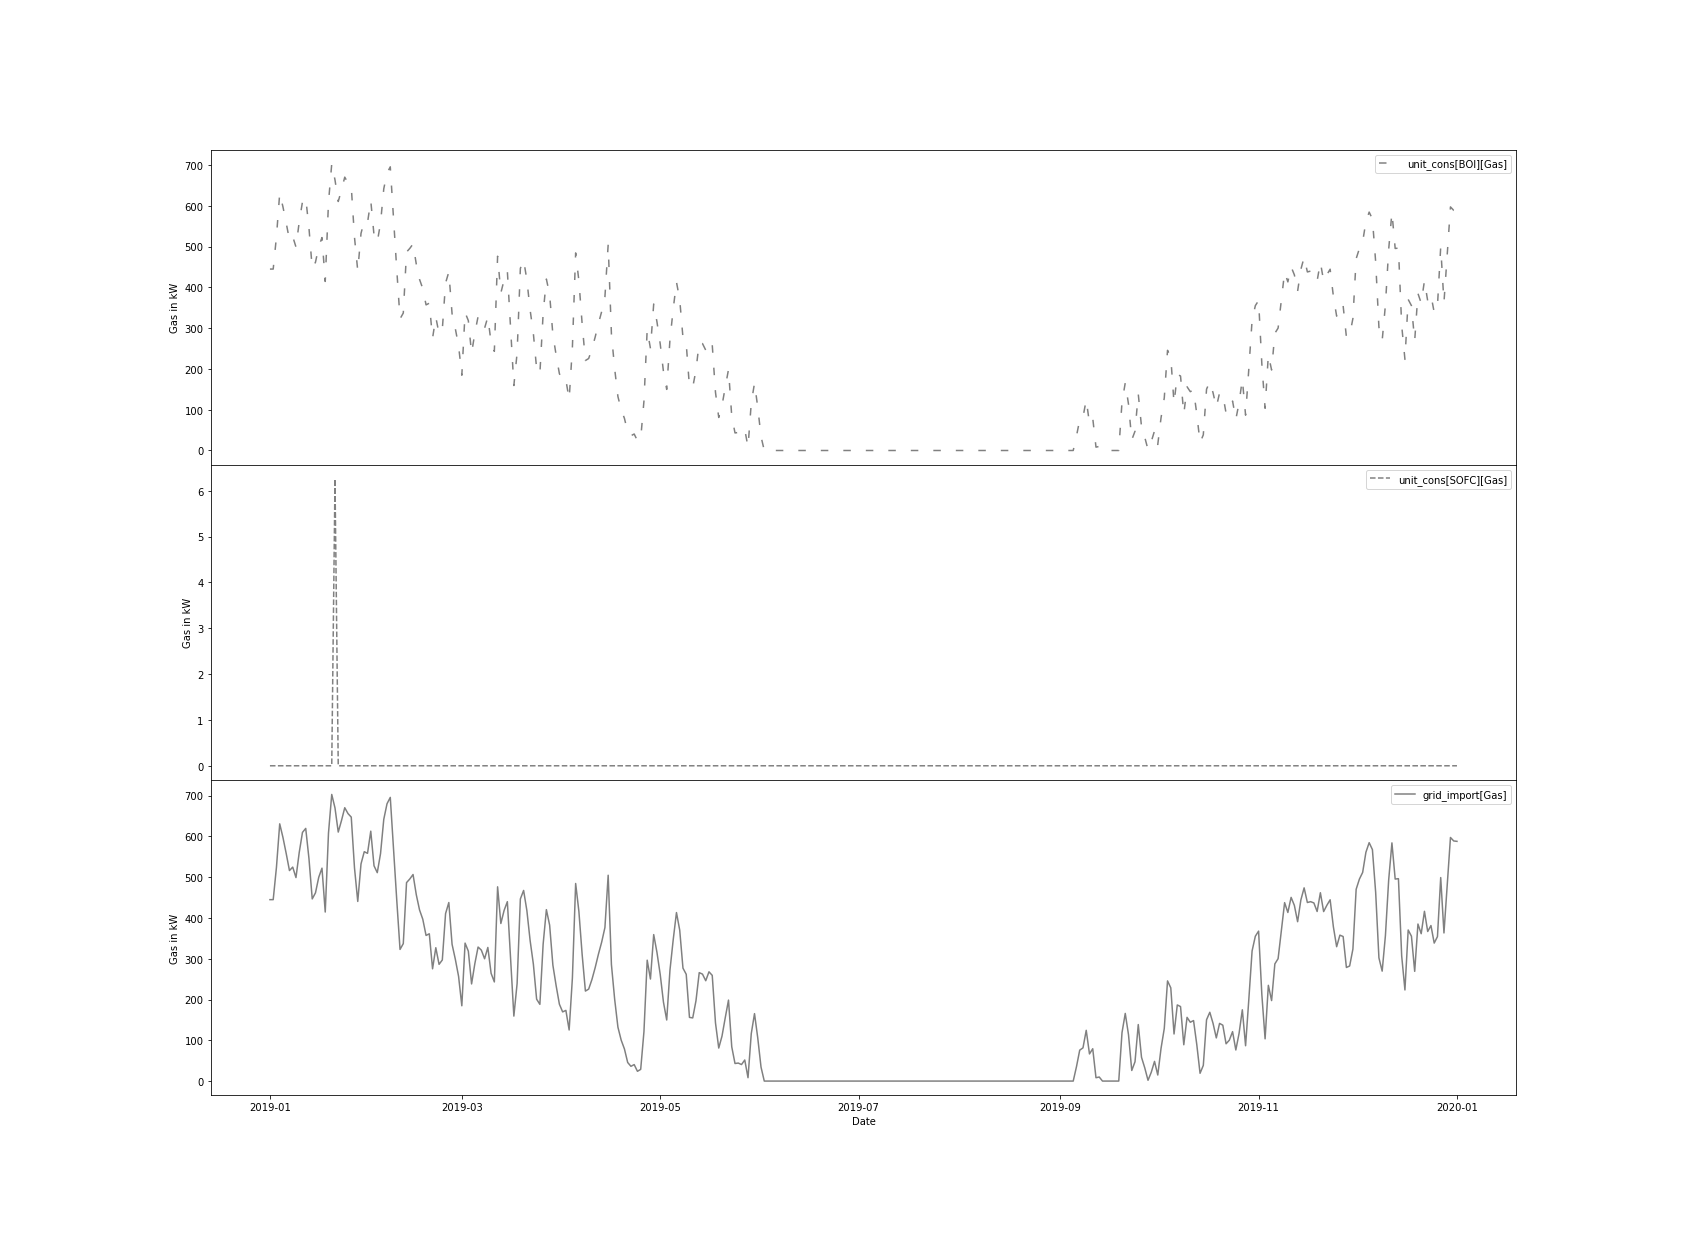 unit_cons[BOI][Gas]
700
600
500
400
300
200
100
0
Gas in kW
unit_cons[SOFC][Gas]
6
5
4
3
2
1
0
Gas in kW
grid_import[Gas]
700
600
500
400
300
200
100
0
Gas in kW
2019-01 2019-03 2019-05 2019-07 2019-09 2019-11 2020-01
Date